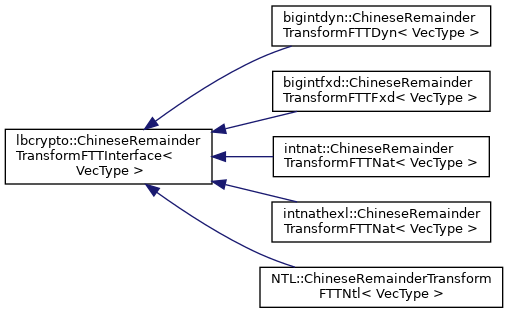 bigintdyn::ChineseRemainder
TransformFTTDyn< VecType >
bigintfxd::ChineseRemainder
TransformFTTFxd< VecType >
lbcrypto::ChineseRemainder
TransformFTTInterface<
VecType >
intnat::ChineseRemainder
TransformFTTNat< VecType >
intnathexl::ChineseRemainder
TransformFTTNat< VecType >
NTL::ChineseRemainderTransform
FTTNtl< VecType >